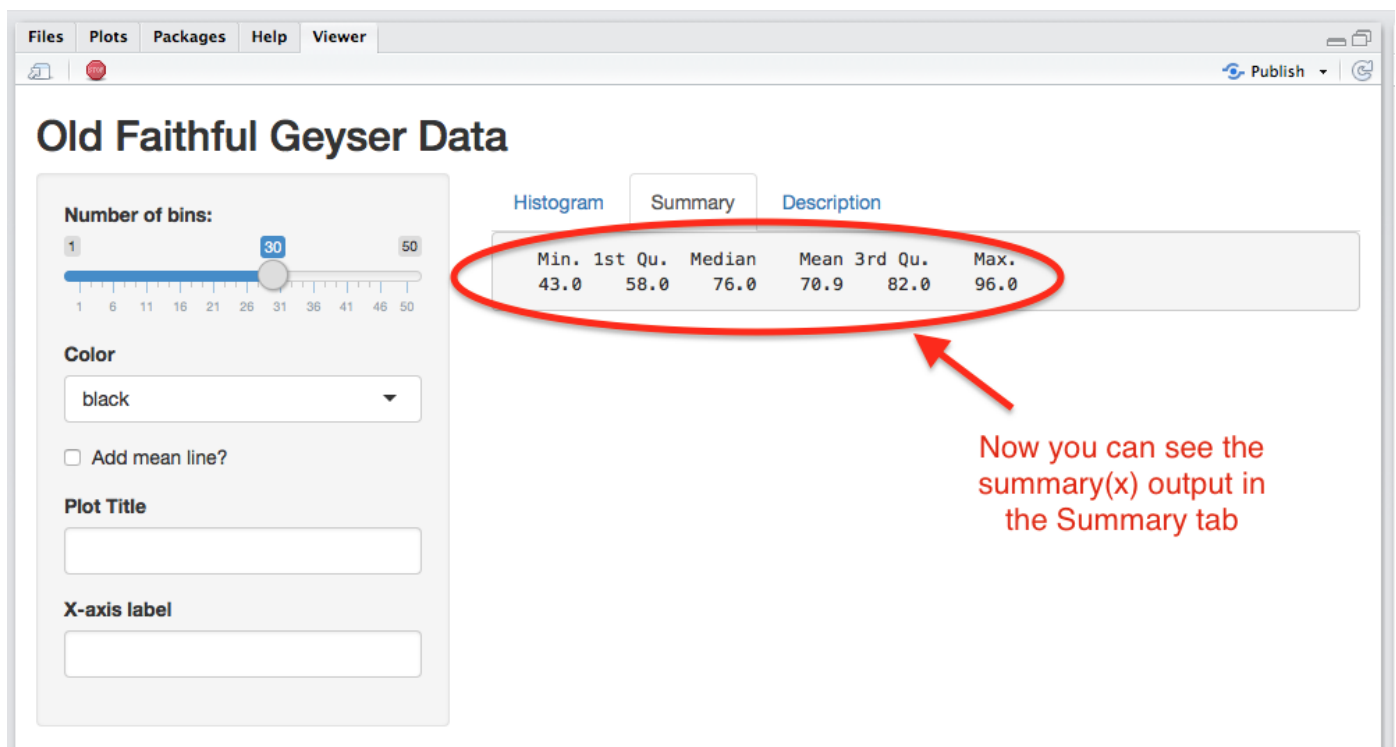 Files Plots Packages Help Viewer
STOP
Publish
Old Faithful Geyser Data
Number of bins:
1 30 50
1 6 11 16 21 26 31 36 41 46 50
Color
black
Add mean line?
Plot Title
X-axis label
Histogram Summary Description
Min. 1st Qu. Median Mean 3rd Qu. Max.
43.0 58.0 76.0 70.9 82.0 96.0
Now you can see the
summary(x) output in
the Summary tab